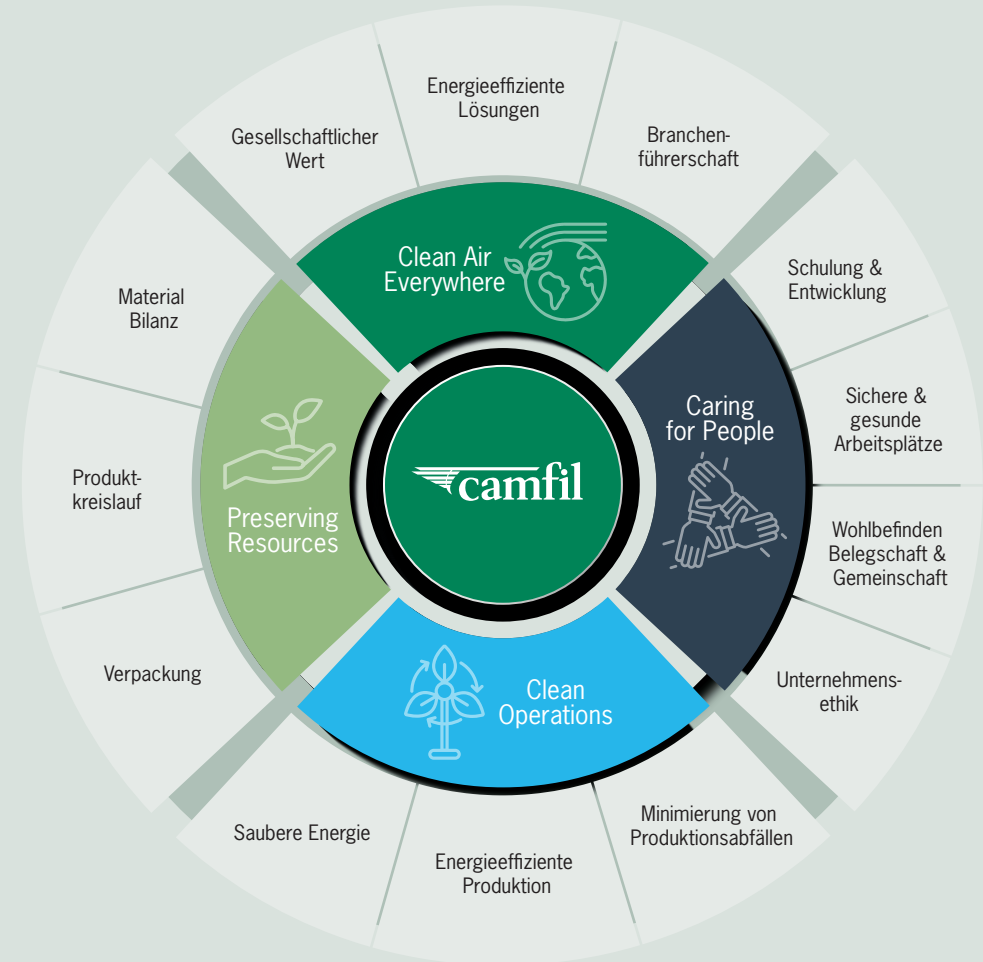 Energieeffiziente
Lösungen
Gesellschaftlicher
Wert
Branchen-
führerschaft
Clean Air
Everywhere
Schulung &
Entwicklung
Sichere &
gesunde
Arbeitsplätze
Wohlbefinden
Belegschaft &
Gemeinschaft
Unternehmens-
ethik
Caring
for People
camfil
Material
Bilanz
Produkt-
kreislauf
Verpackung
Preserving
Resources
Clean
Operations
Saubere Energie
Energieeffiziente
Produktion
Minimierung von
Produktionsabfällen